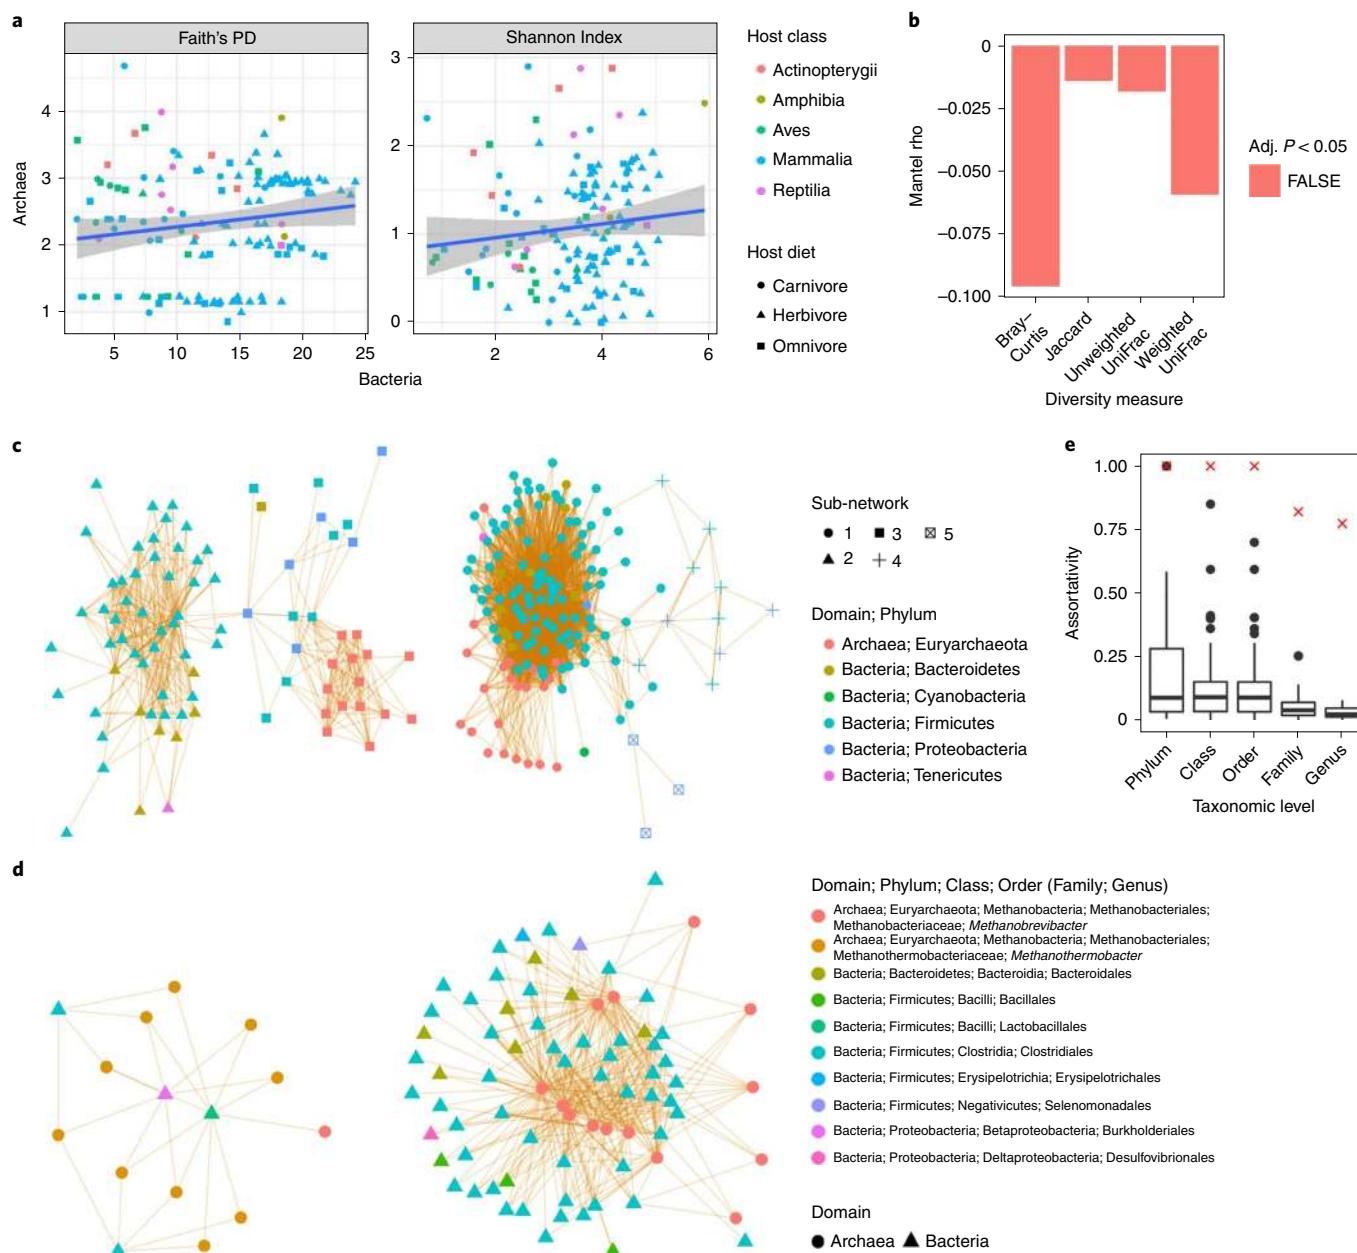 a
Faith's PD
Shannon Index
Archaea
4
3
2
1
5
10
15
20
25
3
2
1
0
2
4
6
Bacteria
Host class
Actinopterygii
Amphibia
Aves
Mammalia
Reptilia
Host diet
Carnivore
Herbivore
Omnivore
b
Mantel rho
0
−0.025
−0.050
−0.075
−0.100
Bray–
Curtis
Jaccard
Unweighted
UniFrac
Weighted
UniFrac
Diversity measure
Adj. P < 0.05
FALSE
c
Sub-network
1
3
5
2
4
Domain; Phylum
Archaea; Euryarchaeota
Bacteria; Bacteroidetes
Bacteria; Cyanobacteria
Bacteria; Firmicutes
Bacteria; Proteobacteria
Bacteria; Tenericutes
e
Assortativity
1.00
0.75
0.50
0.25
0
Phylum
Class
Order
Family
Genus
Taxonomic level
d
Domain; Phylum; Class; Order (Family; Genus)
Archaea; Euryarchaeota; Methanobacteria; Methanobacteriales;
Methanobacteriaceae; Methanobrevibacter
Archaea; Euryarchaeota; Methanobacteria; Methanobacteriales;
Methanothermobacteriaceae; Methanothermobacter
Bacteria; Bacteroidetes; Bacteroidia; Bacteroidales
Bacteria; Firmicutes; Bacilli; Bacillales
Bacteria; Firmicutes; Bacilli; Lactobacillales
Bacteria; Firmicutes; Clostridia; Clostridiales
Bacteria; Firmicutes; Erysipelotrichia; Erysipelotrichales
Bacteria; Firmicutes; Negativicutes; Selenomonadales
Bacteria; Proteobacteria; Betaproteobacteria; Burkholderiales
Bacteria; Proteobacteria; Deltaproteobacteria; Desulfovibrionales
Domain
Archaea
Bacteria